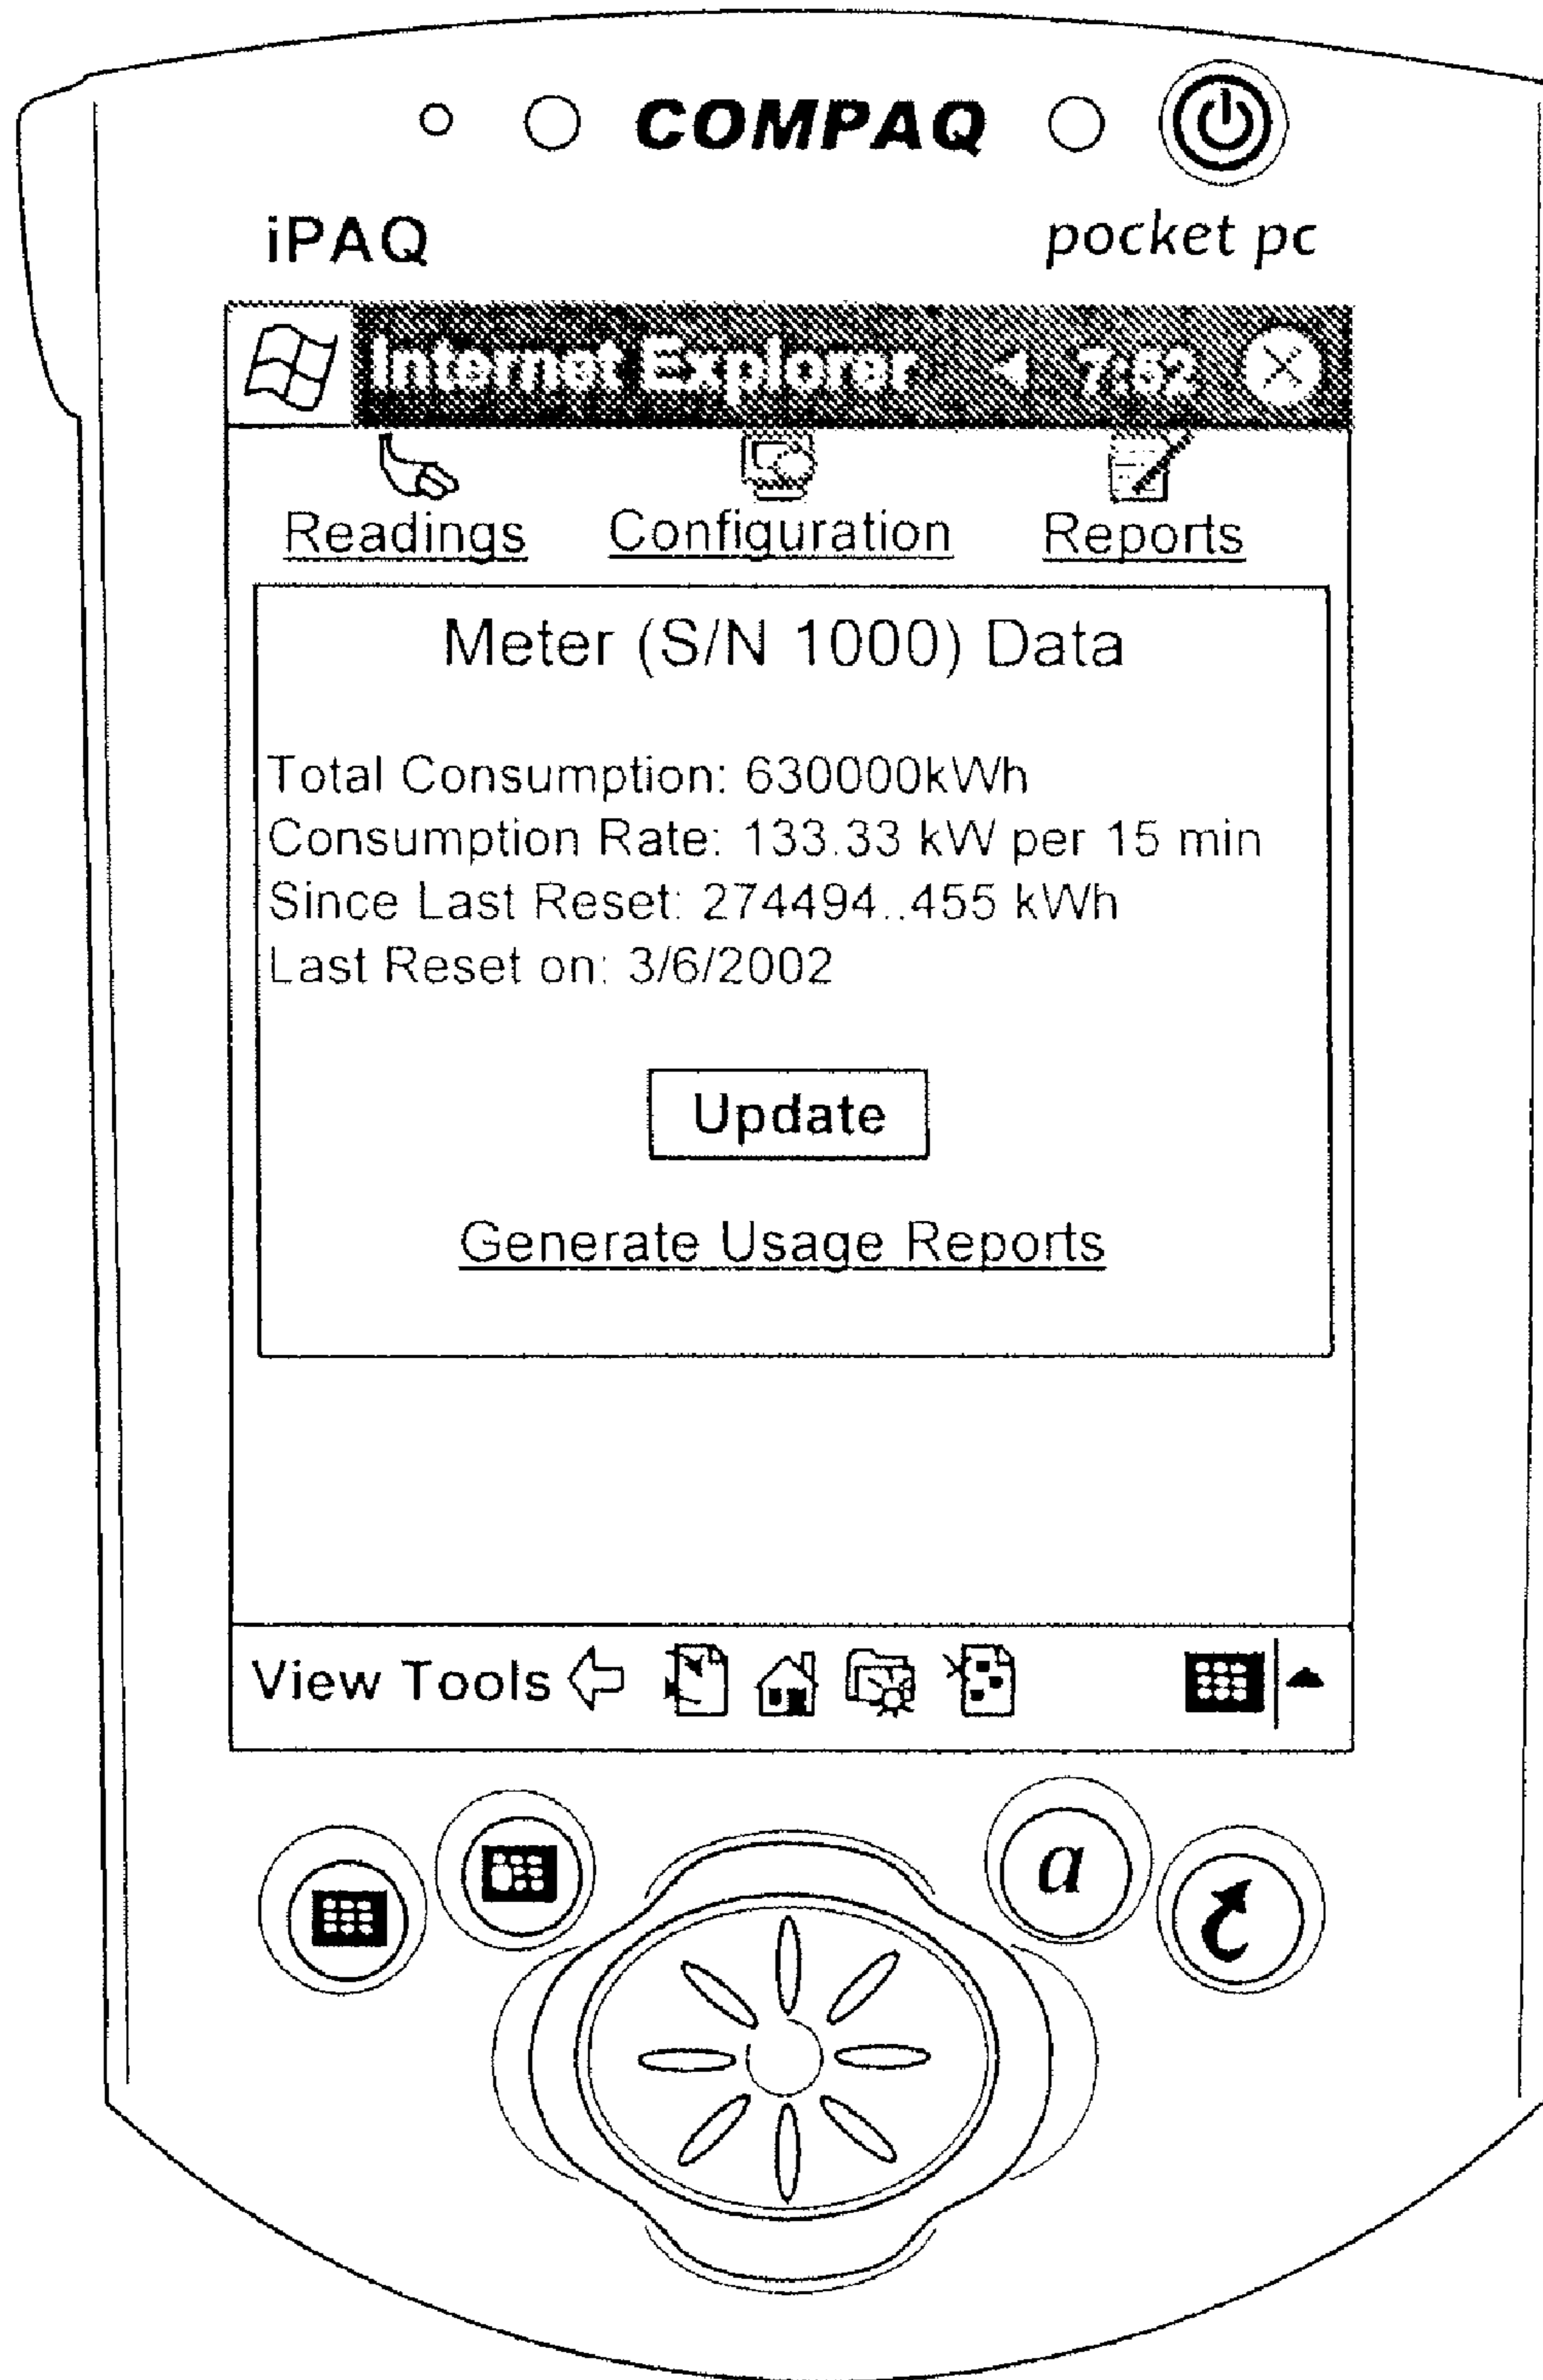 COMPAQ
iPAQ pocket pc
Internet Explorer 7:52
Readings Configuration Reports
Meter (S/N 1000) Data
Total Consumption: 630000kWh
Consumption Rate: 133.33 kW per 15 min
Since Last Reset: 274494..455 kWh
Last Reset on: 3/6/2002
Update
Generate Usage Reports
View Tools
a